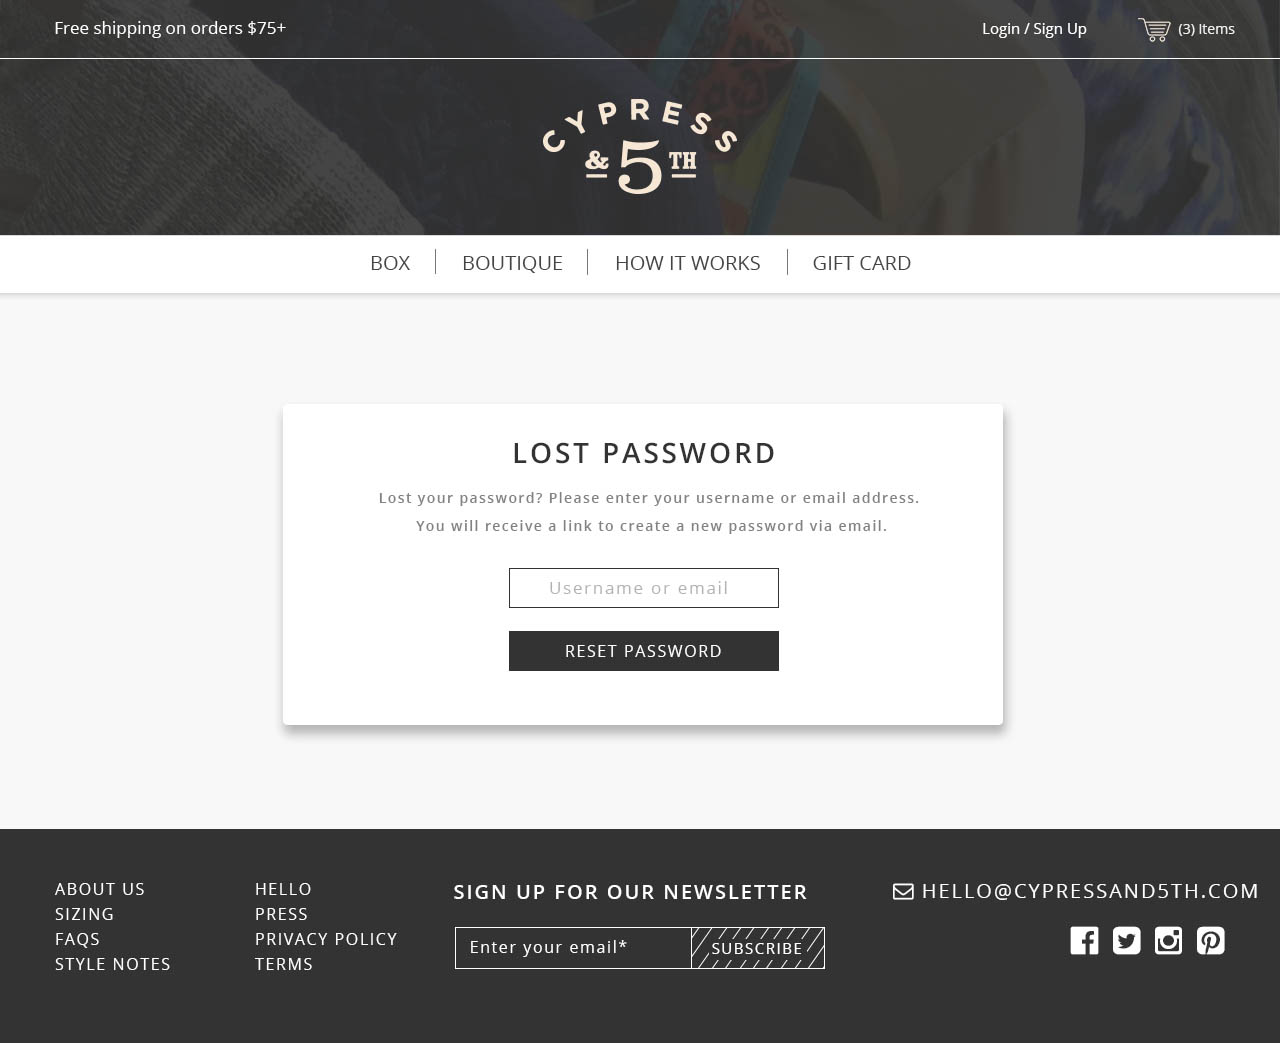 Free shipping on orders $75+
Login / Sign Up
(3) Items
CYPRESS
& 5TH
BOX
BOUTIQUE
HOW IT WORKS
GIFT CARD
LOST PASSWORD
Lost your password? Please enter your username or email address.
You will receive a link to create a new password via email.
Username or email
RESET PASSWORD
ABOUT US
SIZING
FAQS
STYLE NOTES
HELLO
PRESS
PRIVACY POLICY
TERMS
SIGN UP FOR OUR NEWSLETTER
Enter your email*
SUBSCRIBE
HELLO@CYPRESSAND5TH.COM